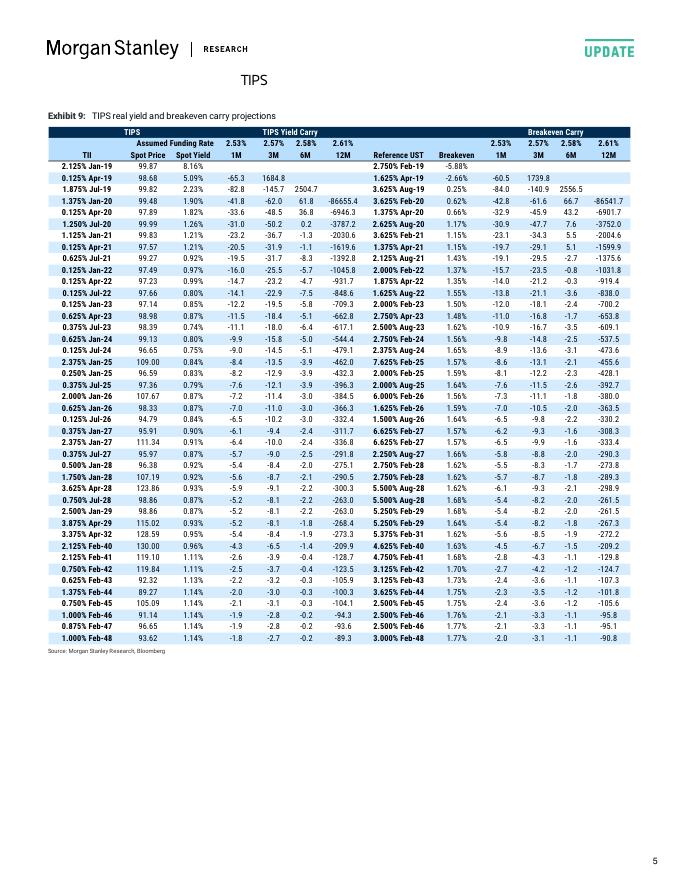 Morgan Stanley | RESEARCH
UPDATE
TIPS
Exhibit 9: TIPS real yield and breakeven carry projections
TIPS TIPS Yield Carry Breakeven Carry
Assumed Funding Rate 2.53% 2.57% 2.58% 2.61% 2.53% 2.57% 2.58% 2.61%
TII Spot Price Spot Yield 1M 3M 6M 12M Reference UST Breakeven 1M 3M 6M 12M
2.125% Jan-19 99.87 8.16% 2.750% Feb-19 -5.88%
0.125% Apr-19 98.68 5.09% -65.3 1684.8 1.625% Apr-19 -2.66% -60.5 1739.8
1.875% Jul-19 99.82 2.23% -82.8 -145.7 2504.7 3.625% Aug-19 0.25% -84.0 -140.9 2556.5
1.375% Jan-20 99.48 1.90% -41.8 -62.0 61.8 -86655.4 3.625% Feb-20 0.62% -42.8 -61.6 66.7 -86541.7
0.125% Apr-20 97.89 1.82% -33.6 -48.5 36.8 -6946.3 1.375% Apr-20 0.66% -32.9 -45.9 43.2 -6901.7
1.250% Jul-20 99.99 1.26% -31.0 -50.2 0.2 -3787.2 2.625% Aug-20 1.17% -30.9 -47.7 7.6 -3752.0
1.125% Jan-21 99.83 1.21% -23.2 -36.7 -1.3 -2030.6 3.625% Feb-21 1.15% -23.1 -34.3 5.5 -2004.6
0.125% Apr-21 97.57 1.21% -20.5 -31.9 -1.1 -1619.6 1.375% Apr-21 1.15% -19.7 -29.1 5.1 -1599.9
0.625% Jul-21 99.27 0.92% -19.5 -31.7 -8.3 -1392.8 2.125% Aug-21 1.43% -19.1 -29.5 -2.7 -1375.6
0.125% Jan-22 97.49 0.97% -16.0 -25.5 -5.7 -1045.8 2.000% Feb-22 1.37% -15.7 -23.5 -0.8 -1031.8
0.125% Apr-22 97.23 0.99% -14.7 -23.2 -4.7 -931.7 1.875% Apr-22 1.35% -14.0 -21.2 -0.3 -919.4
0.125% Jul-22 97.66 0.80% -14.1 -22.9 -7.5 -848.6 1.625% Aug-22 1.55% -13.8 -21.1 -3.6 -838.0
0.125% Jan-23 97.14 0.85% -12.2 -19.5 -5.8 -709.3 2.000% Feb-23 1.50% -12.0 -18.1 -2.4 -700.2
0.625% Apr-23 98.98 0.87% -11.5 -18.4 -5.1 -662.8 2.750% Apr-23 1.48% -11.0 -16.8 -1.7 -653.8
0.375% Jul-23 98.39 0.74% -11.1 -18.0 -6.4 -617.1 2.500% Aug-23 1.62% -10.9 -16.7 -3.5 -609.1
0.625% Jan-24 99.13 0.80% -9.9 -15.8 -5.0 -544.4 2.750% Feb-24 1.56% -9.8 -14.8 -2.5 -537.5
0.125% Jul-24 96.65 0.75% -9.0 -14.5 -5.1 -479.1 2.375% Aug-24 1.65% -8.9 -13.6 -3.1 -473.6
2.375% Jan-25 109.00 0.84% -8.4 -13.5 -3.9 -462.0 7.625% Feb-25 1.57% -8.6 -13.1 -2.1 -455.6
0.250% Jan-25 96.59 0.83% -8.2 -12.9 -3.9 -432.3 2.000% Feb-25 1.59% -8.1 -12.2 -2.3 -428.1
0.375% Jul-25 97.36 0.79% -7.6 -12.1 -3.9 -396.3 2.000% Aug-25 1.64% -7.6 -11.5 -2.6 -392.7
2.000% Jan-26 107.67 0.87% -7.2 -11.4 -3.0 -384.5 6.000% Feb-26 1.56% -7.3 -11.1 -1.8 -380.0
0.625% Jan-26 98.33 0.87% -7.0 -11.0 -3.0 -366.3 1.625% Feb-26 1.59% -7.0 -10.5 -2.0 -363.5
0.125% Jul-26 94.79 0.84% -6.5 -10.2 -3.0 -332.4 1.500% Aug-26 1.64% -6.5 -9.8 -2.2 -330.2
0.375% Jan-27 95.91 0.90% -6.1 -9.4 -2.4 -311.7 6.625% Feb-27 1.57% -6.2 -9.3 -1.6 -308.3
2.375% Jan-27 111.34 0.91% -6.4 -10.0 -2.4 -336.8 6.625% Feb-27 1.57% -6.5 -9.9 -1.6 -333.4
0.375% Jul-27 95.97 0.87% -5.7 -9.0 -2.5 -291.8 2.250% Aug-27 1.66% -5.8 -8.8 -2.0 -290.3
0.500% Jan-28 96.38 0.92% -5.4 -8.4 -2.0 -275.1 2.750% Feb-28 1.62% -5.5 -8.3 -1.7 -273.8
1.750% Jan-28 107.19 0.92% -5.6 -8.7 -2.1 -290.5 2.750% Feb-28 1.62% -5.7 -8.7 -1.8 -289.3
3.625% Apr-28 123.86 0.93% -5.9 -9.1 -2.2 -300.3 5.500% Aug-28 1.62% -6.1 -9.3 -2.1 -298.9
0.750% Jul-28 98.86 0.87% -5.2 -8.1 -2.2 -263.0 5.500% Aug-28 1.68% -5.4 -8.2 -2.0 -261.5
2.500% Jan-29 98.86 0.87% -5.2 -8.1 -2.2 -263.0 5.250% Feb-29 1.68% -5.4 -8.2 -2.0 -261.5
3.875% Apr-29 115.02 0.93% -5.2 -8.1 -1.8 -268.4 5.250% Feb-29 1.64% -5.4 -8.2 -1.8 -267.3
3.375% Apr-32 128.59 0.95% -5.4 -8.4 -1.9 -273.3 5.375% Feb-31 1.62% -5.6 -8.5 -1.9 -272.2
2.125% Feb-40 130.00 0.96% -4.3 -6.5 -1.4 -209.9 4.625% Feb-40 1.63% -4.5 -6.7 -1.5 -209.2
2.125% Feb-41 119.10 1.11% -2.6 -3.9 -0.4 -128.7 4.750% Feb-41 1.68% -2.8 -4.3 -1.1 -129.8
0.750% Feb-42 119.84 1.11% -2.5 -3.7 -0.4 -123.5 3.125% Feb-42 1.70% -2.7 -4.2 -1.2 -124.7
0.625% Feb-43 92.32 1.13% -2.2 -3.2 -0.3 -105.9 3.125% Feb-43 1.73% -2.4 -3.6 -1.1 -107.3
1.375% Feb-44 89.27 1.14% -2.0 -3.0 -0.3 -100.3 3.625% Feb-44 1.75% -2.3 -3.5 -1.2 -101.8
0.750% Feb-45 105.09 1.14% -2.1 -3.1 -0.3 -104.1 2.500% Feb-45 1.75% -2.4 -3.6 -1.2 -105.6
1.000% Feb-46 91.14 1.14% -1.9 -2.8 -0.2 -94.3 2.500% Feb-46 1.76% -2.1 -3.3 -1.1 -95.8
0.875% Feb-47 96.65 1.14% -1.9 -2.8 -0.2 -93.6 2.500% Feb-46 1.77% -2.1 -3.3 -1.1 -95.1
1.000% Feb-48 93.62 1.14% -1.8 -2.7 -0.2 -89.3 3.000% Feb-48 1.77% -2.0 -3.1 -1.1 -90.8
Source: Morgan Stanley Research, Bloomberg
5